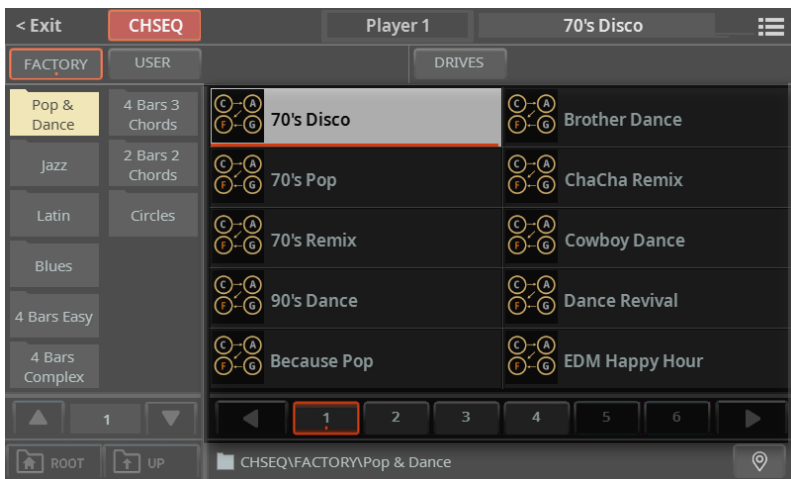 < Exit
CHSEQ
Player 1
70's Disco
FACTORY
USER
DRIVES
Pop &
Dance
4 Bars 3
Chords
Jazz
2 Bars 2
Chords
Latin
Circles
Blues
4 Bars Easy
4 Bars
Complex
C A
F G
70's Disco
C A
F G
Brother Dance
C A
F G
70's Pop
C A
F G
ChaCha Remix
C A
F G
70's Remix
C A
F G
Cowboy Dance
C A
F G
90's Dance
C A
F G
Dance Revival
C A
F G
Because Pop
C A
F G
EDM Happy Hour
1
1 2 3 4 5 6
ROOT
UP
CHSEQ\FACTORY\Pop & Dance